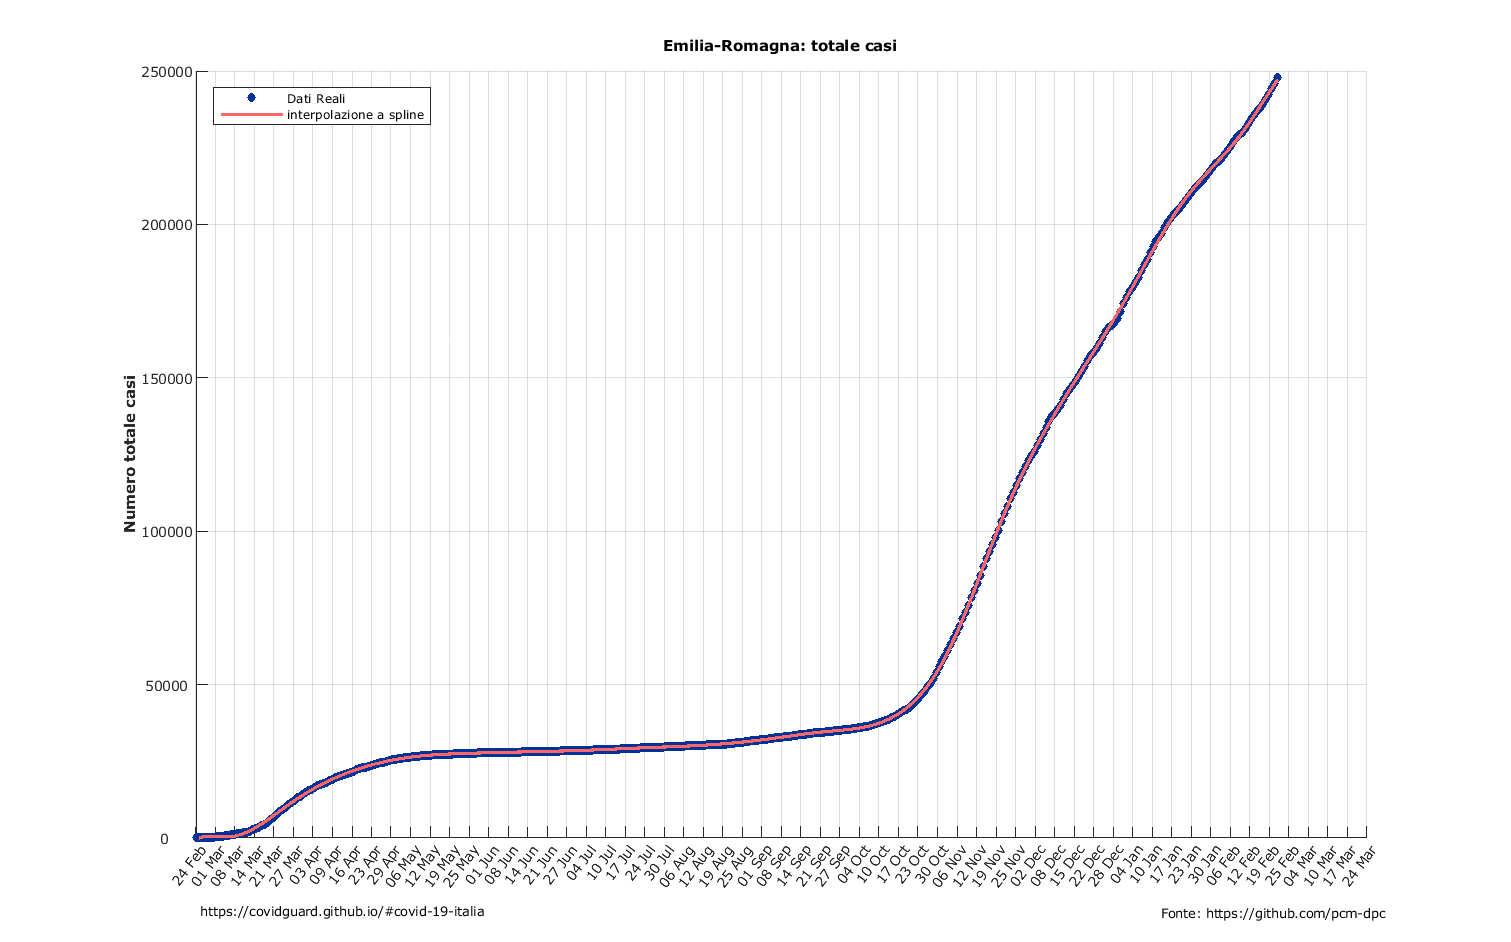 Emilia-Romagna: totale casi
Dati Reali
interpolazione a spline
Numero totale casi
250000
200000
150000
100000
50000
0
24 Feb
01 Mar
08 Mar
14 Mar
21 Mar
27 Mar
03 Apr
09 Apr
16 Apr
23 Apr
29 Apr
06 May
12 May
19 May
25 May
01 Jun
08 Jun
14 Jun
21 Jun
27 Jun
04 Jul
10 Jul
17 Jul
24 Jul
30 Jul
06 Aug
12 Aug
19 Aug
25 Aug
01 Sep
08 Sep
14 Sep
21 Sep
27 Sep
04 Oct
10 Oct
17 Oct
23 Oct
30 Oct
06 Nov
12 Nov
19 Nov
25 Nov
02 Dec
08 Dec
15 Dec
22 Dec
28 Dec
04 Jan
10 Jan
17 Jan
23 Jan
30 Jan
06 Feb
12 Feb
19 Feb
25 Feb
04 Mar
10 Mar
17 Mar
24 Mar
https://covidguard.github.io/#covid-19-italia
Fonte: https://github.com/pcm-dpc